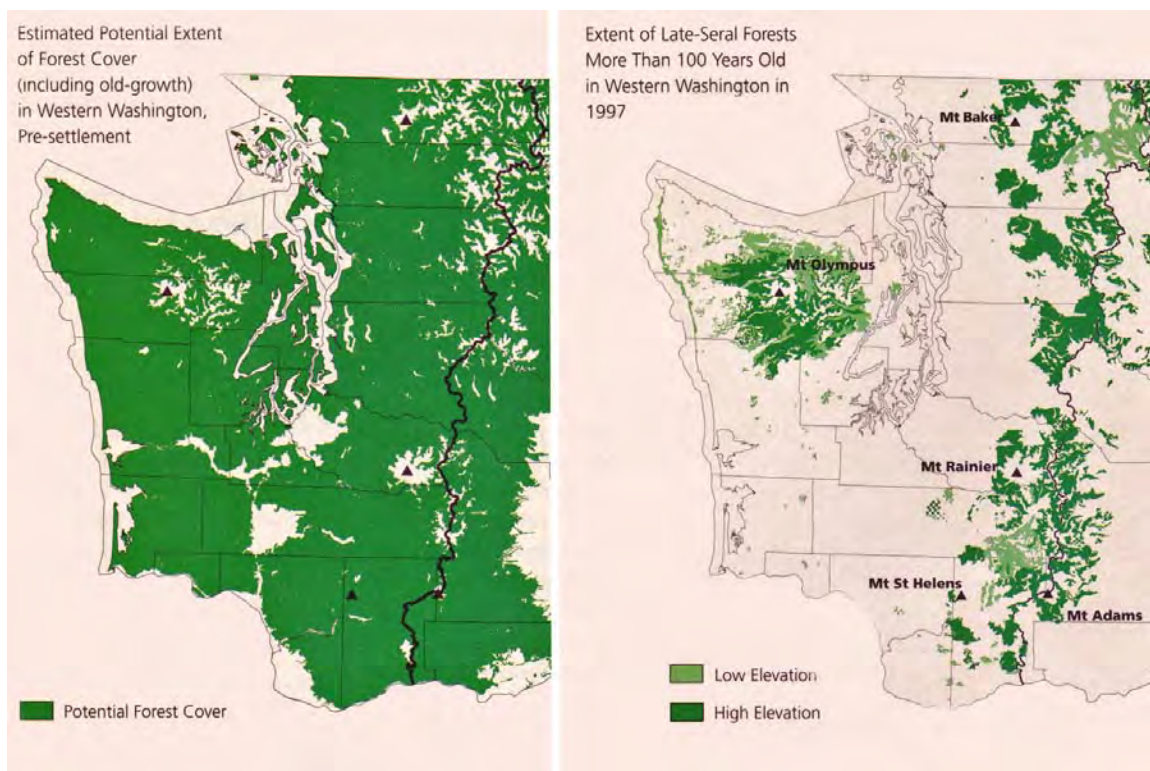 Estimated Potential Extent
of Forest Cover
(including old-growth)
in Western Washington,
Pre-settlement
Potential Forest Cover
Extent of Late-Seral Forests
More Than 100 Years Old
in Western Washington in
1997
Mt Baker
Mt Olympus
Mt Rainier
Mt St Helens
Mt Adams
Low Elevation
High Elevation